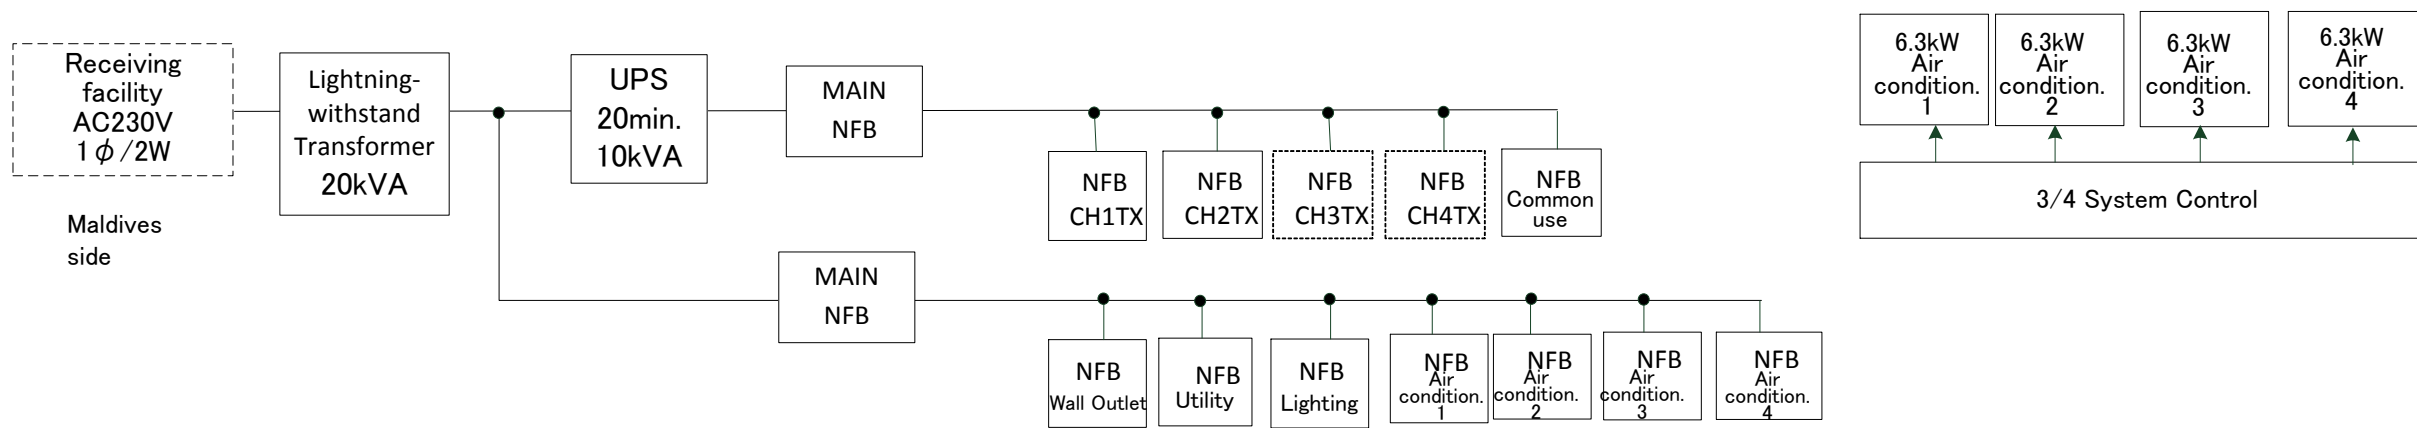 Receiving
facility
AC230V
1φ/2W
Maldives
side
Lightning-
withstand
Transformer
20kVA
UPS
20min.
10kVA
MAIN
NFB
NFB
CH1TX
NFB
CH2TX
NFB
CH3TX
NFB
CH4TX
NFB
Common
use
MAIN
NFB
NFB
Wall Outlet
NFB
Utility
NFB
Lighting
NFB
Air
condition.
1
NFB
Air
condition.
2
NFB
Air
condition.
3
NFB
Air
condition.
4
6.3kW
Air
condition.
1
6.3kW
Air
condition.
2
6.3kW
Air
condition.
3
6.3kW
Air
condition.
4
3/4 System Control